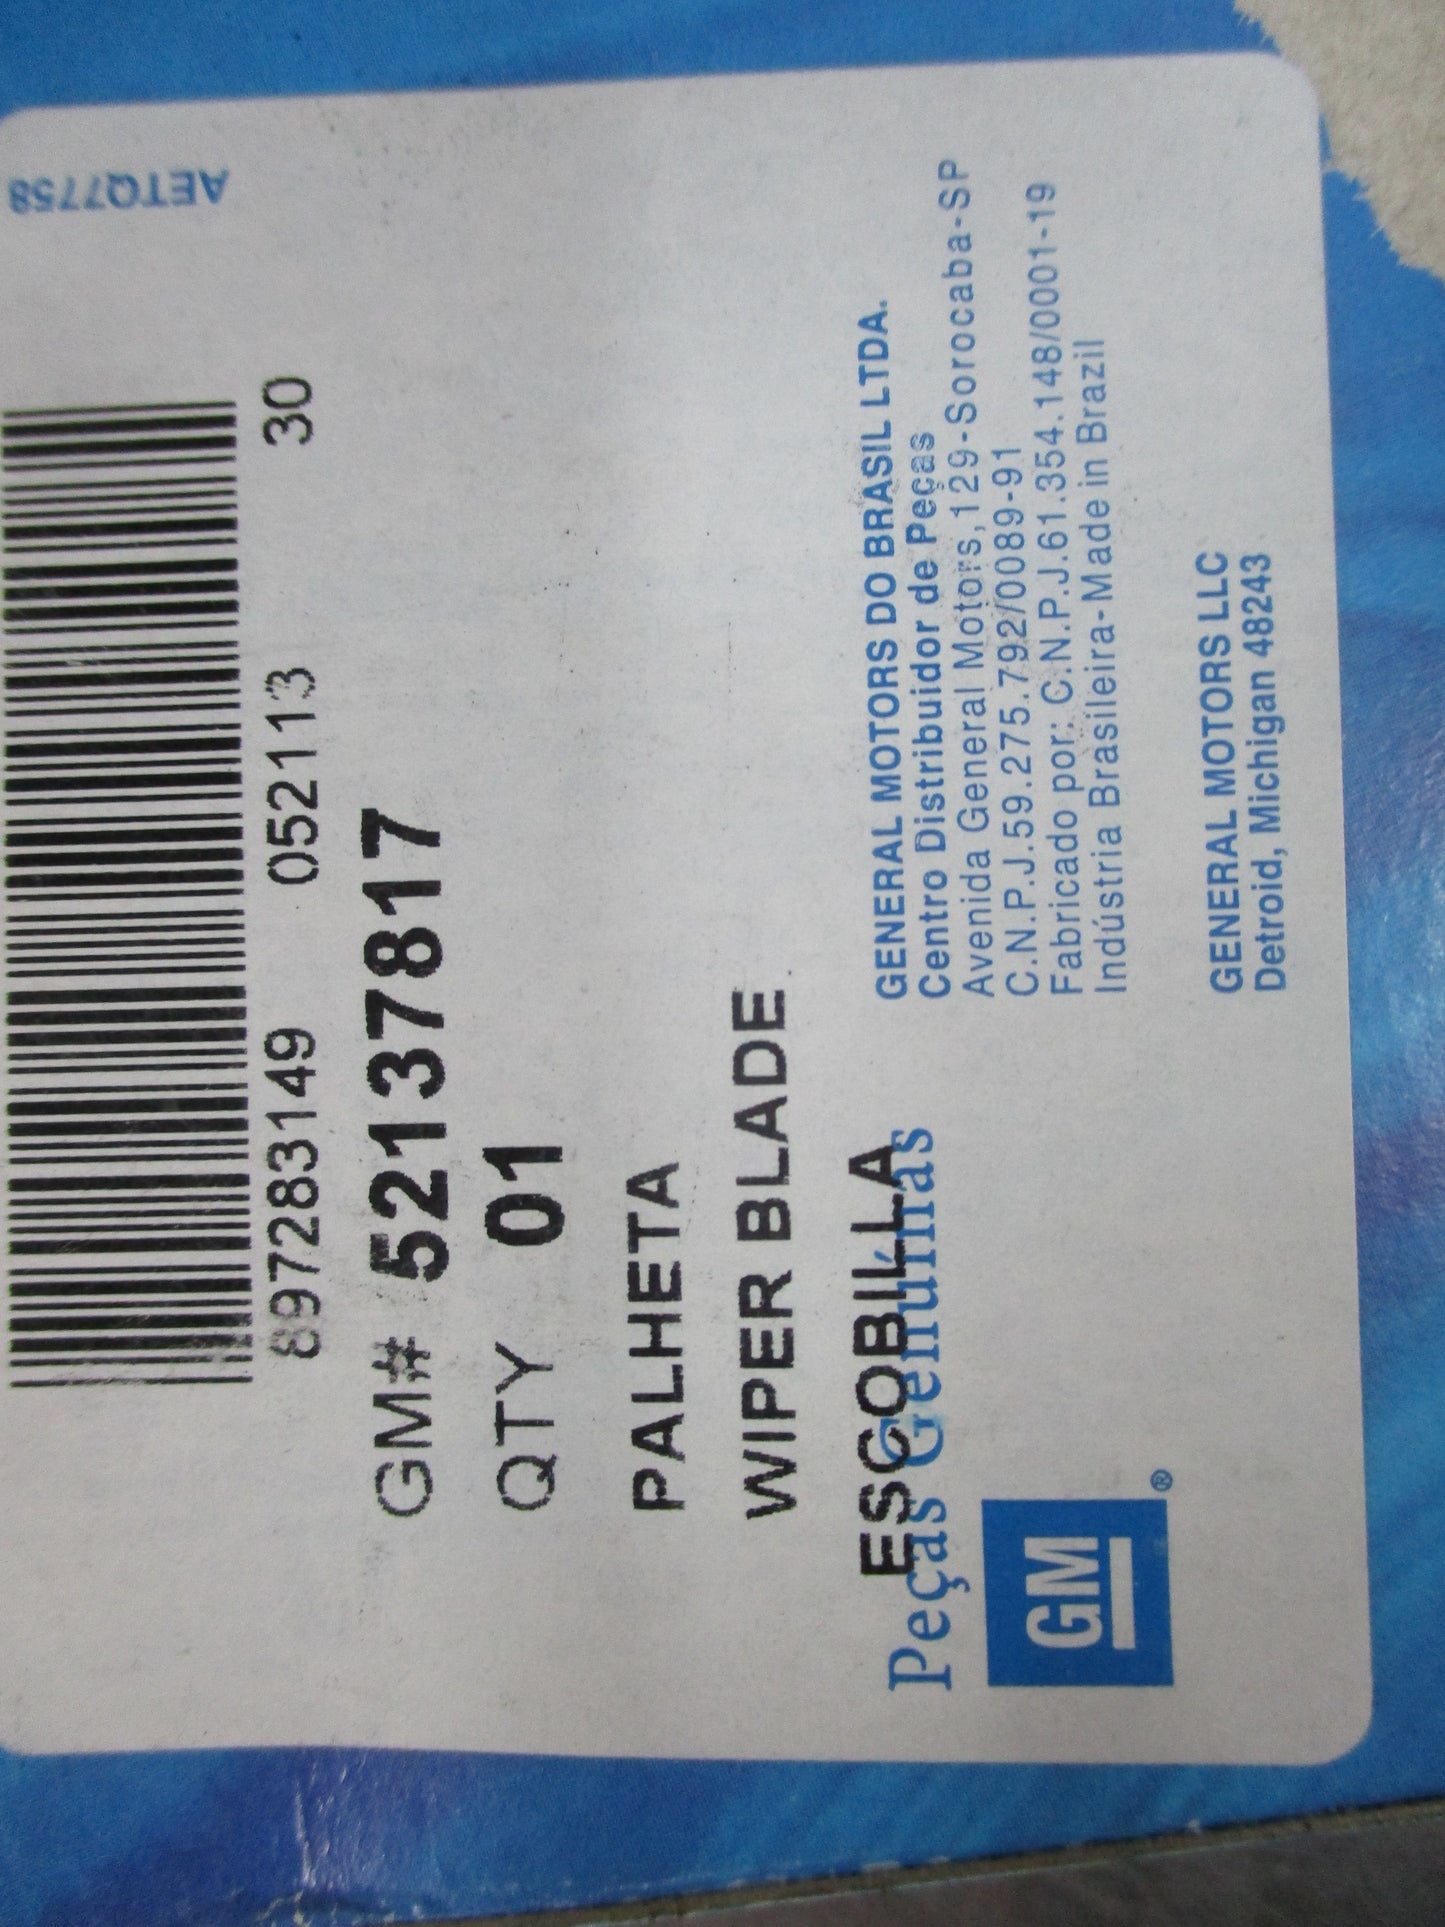 AETQ7758
897283149 052113 30
GM# 5213817
QTY 01
PALHETA
WIPER BLADE
ESCOBILLA
Peças Genuínas
GM®
GENERAL MOTORS DO BRASIL LTDA.
Centro Distribuidor de Peças
Avenida General Motors,129-Sorocaba-SP
C.N.P.J.59.275.792/0089-91
Fabricado por: C.N.P.J.61.354.148/0001-19
Indústria Brasileira-Made in Brazil
GENERAL MOTORS LLC
Detroid, Michigan 48243